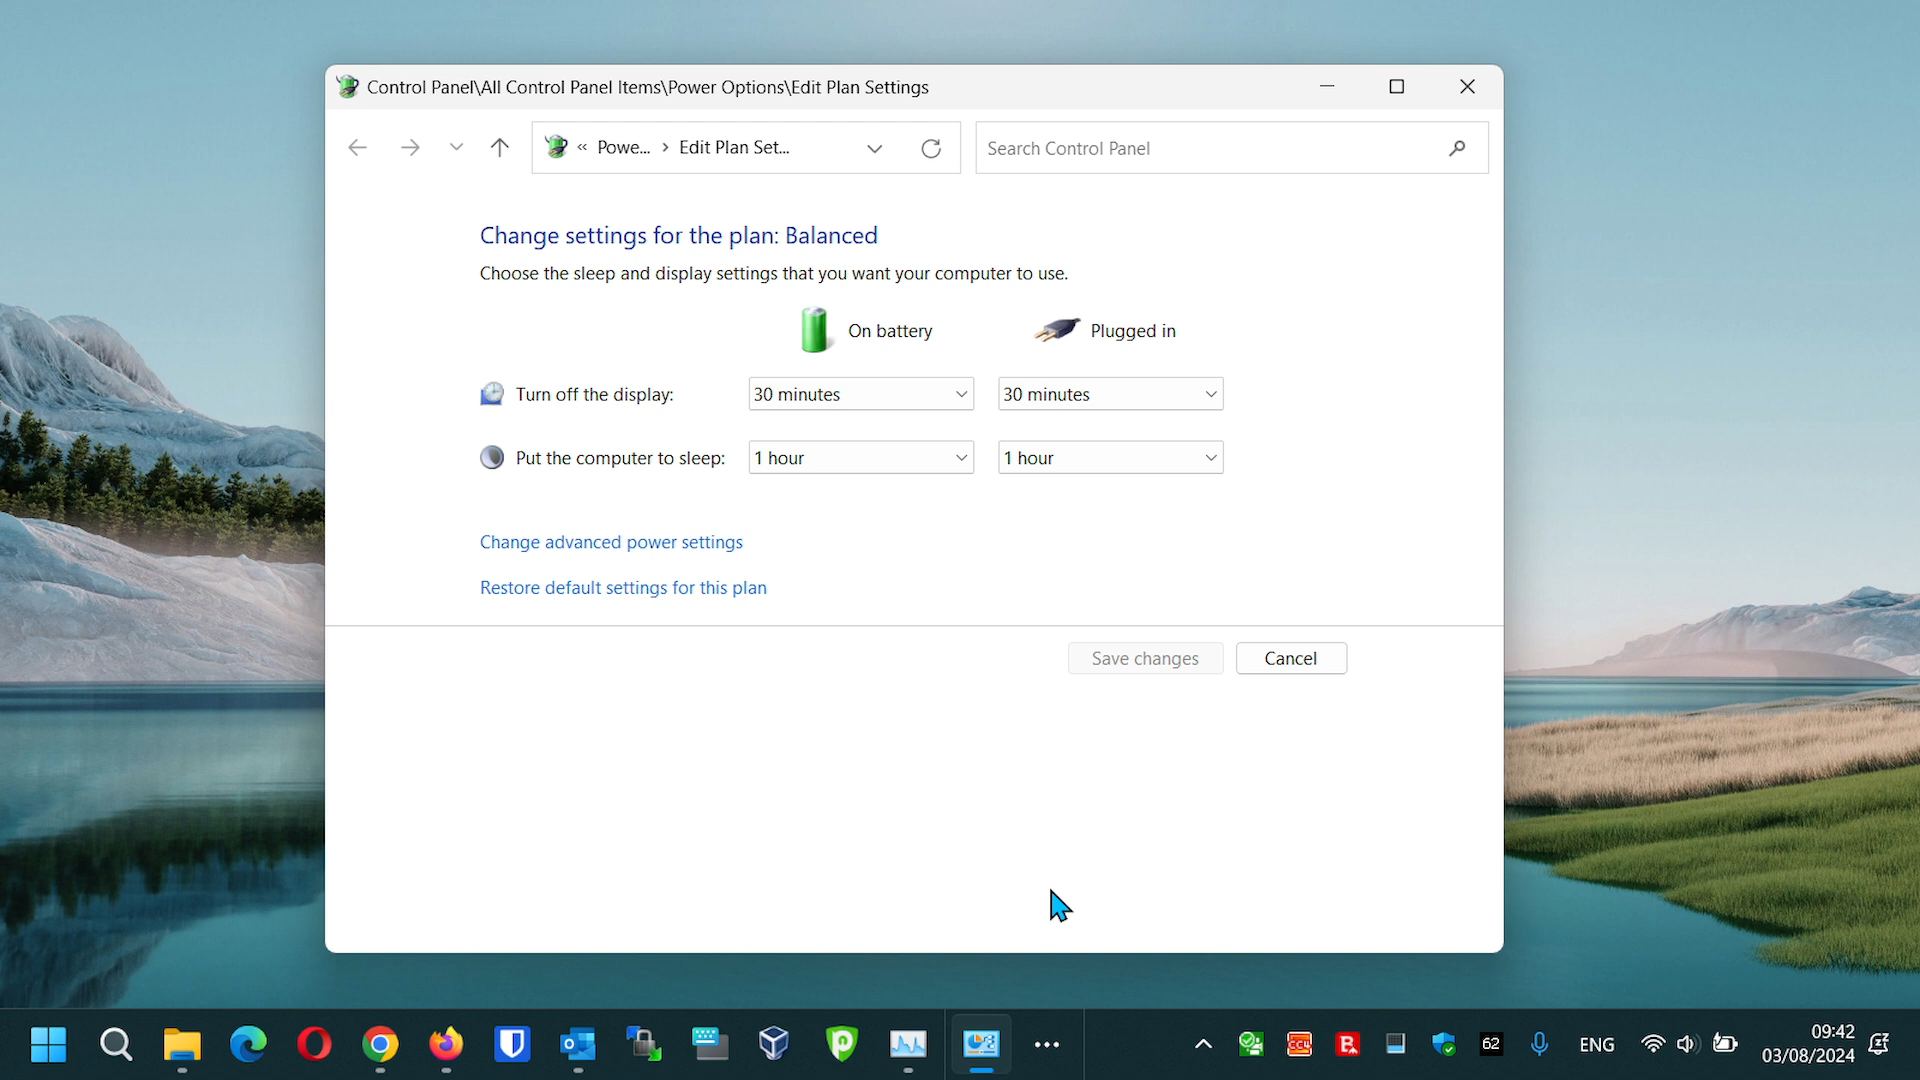 Control Panel\All Control Panel Items\Power Options\Edit Plan Settings
« Powe... › Edit Plan Set...
Search Control Panel
Change settings for the plan: Balanced
Choose the sleep and display settings that you want your computer to use.
On battery
Plugged in
Turn off the display: 30 minutes 30 minutes
Put the computer to sleep: 1 hour 1 hour
Change advanced power settings
Restore default settings for this plan
Save changes
Cancel
CCL
62
ENG
09:42
03/08/2024